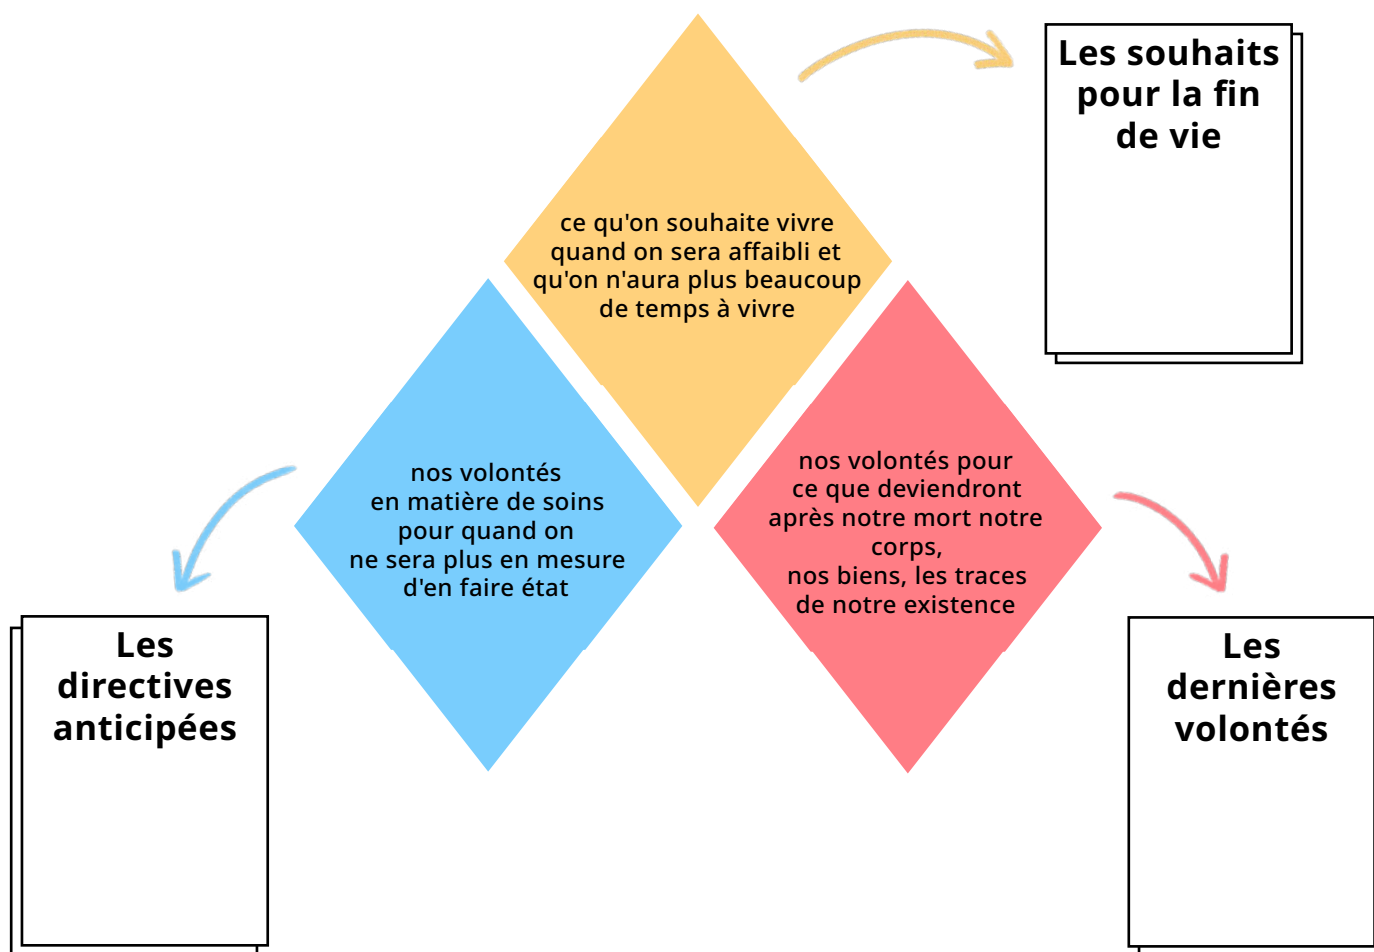 Les souhaits
pour la fin
de vie
ce qu'on souhaite vivre
quand on sera affaibli et
qu'on n'aura plus beaucoup
de temps à vivre
nos volontés
en matière de soins
pour quand on
ne sera plus en mesure
d'en faire état
nos volontés pour
ce que deviendront
après notre mort notre
corps,
nos biens, les traces
de notre existence
Les
directives
anticipées
Les
dernières
volontés